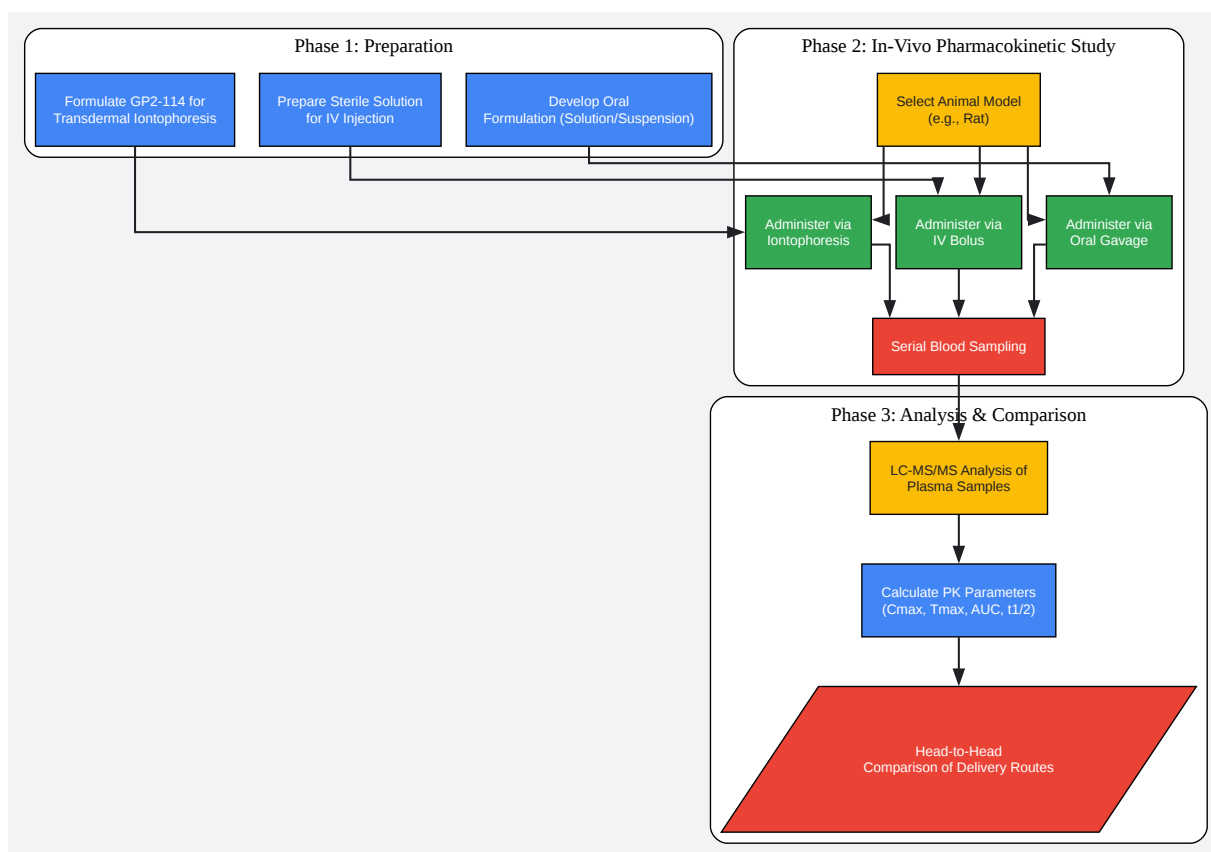 Phase 1: Preparation
Formulate GP2-114 for
Transdermal Iontophoresis
Prepare Sterile Solution
for IV Injection
Develop Oral
Formulation (Solution/Suspension)
Phase 2: In-Vivo Pharmacokinetic Study
Select Animal Model
(e.g., Rat)
Administer via
Iontophoresis
Administer via
IV Bolus
Administer via
Oral Gavage
Serial Blood Sampling
Phase 3: Analysis & Comparison
LC-MS/MS Analysis of
Plasma Samples
Calculate PK Parameters
(Cmax, Tmax, AUC, t1/2)
Head-to-Head
Comparison of Delivery Routes